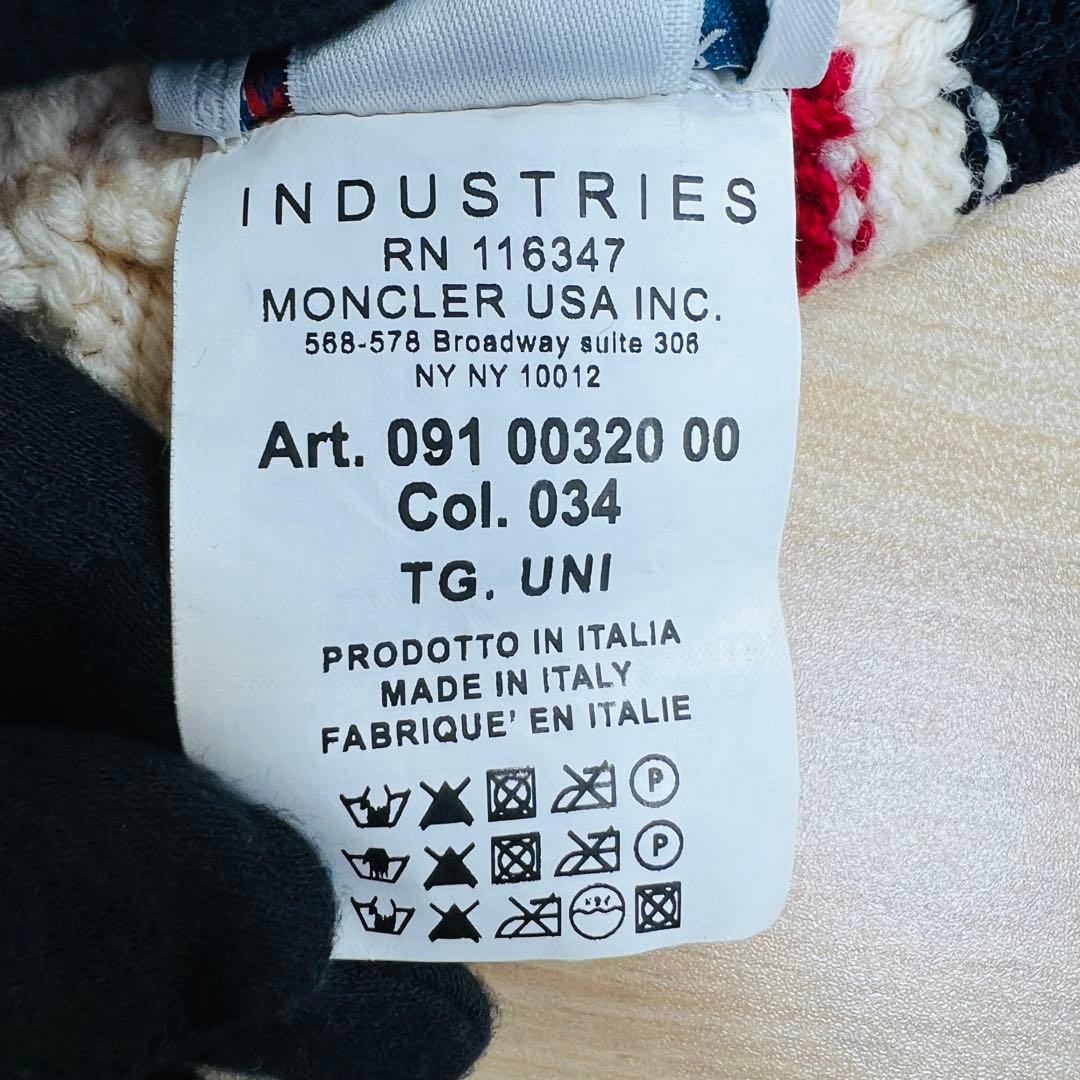 INDUSTRIES
RN 116347
MONCLER USA INC.
568-578 Broadway suite 306
NY NY 10012
Art. 091 00320 00
Col. 034
TG. UNI
PRODOTTO IN ITALIA
MADE IN ITALY
FABRIQUE' EN ITALIE
P
P